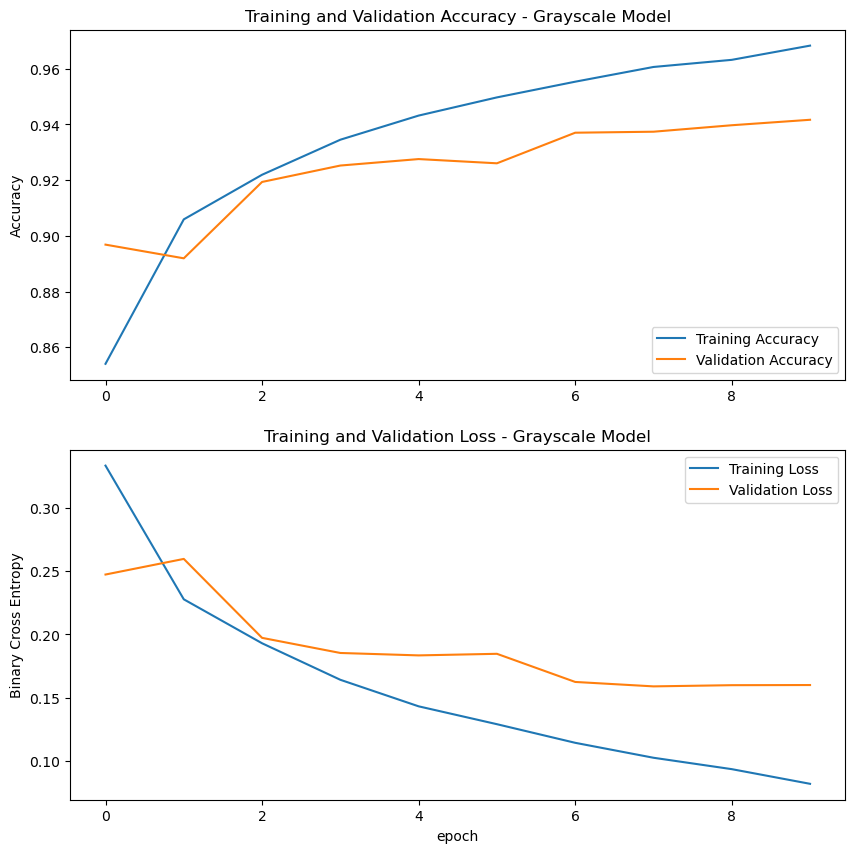 Training and Validation Accuracy - Grayscale Model
Accuracy
0.96
0.94
0.92
0.90
0.88
0.86
Training Accuracy
Validation Accuracy
0 2 4 6 8
Training and Validation Loss - Grayscale Model
Binary Cross Entropy
Training Loss
Validation Loss
0.30
0.25
0.20
0.15
0.10
0 2 4 6 8
epoch